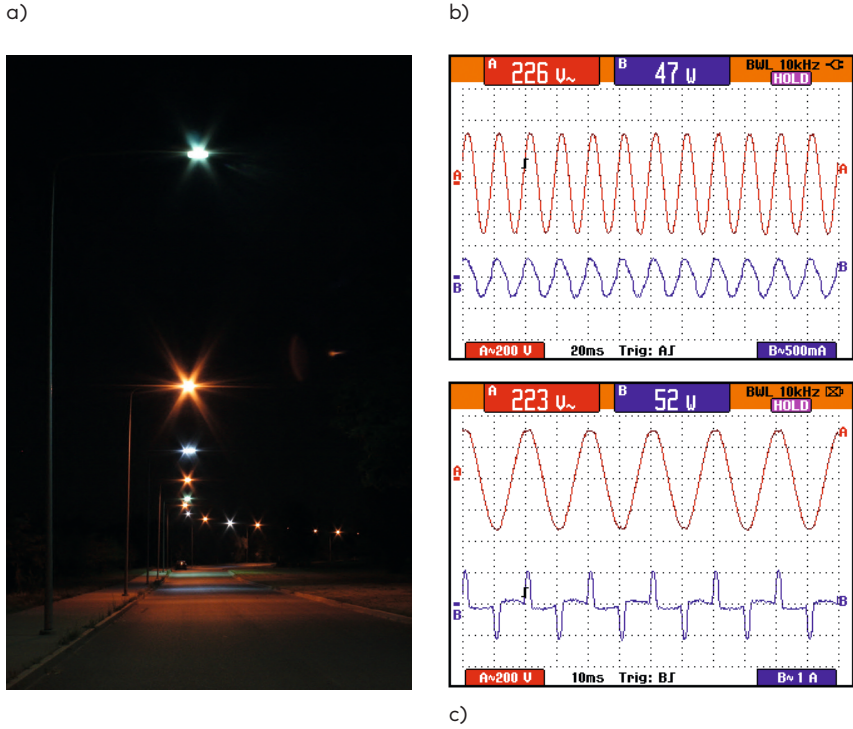 a)
b)
A 226 V~ B 47 W BWL 10kHz
HOLD
A A
B B
A~200 V 20ms Trig: A B~500mA
A 223 V~ B 52 W BWL 10kHz
HOLD
A A
B B
A~200 V 10ms Trig: B B~ 1 A
c)